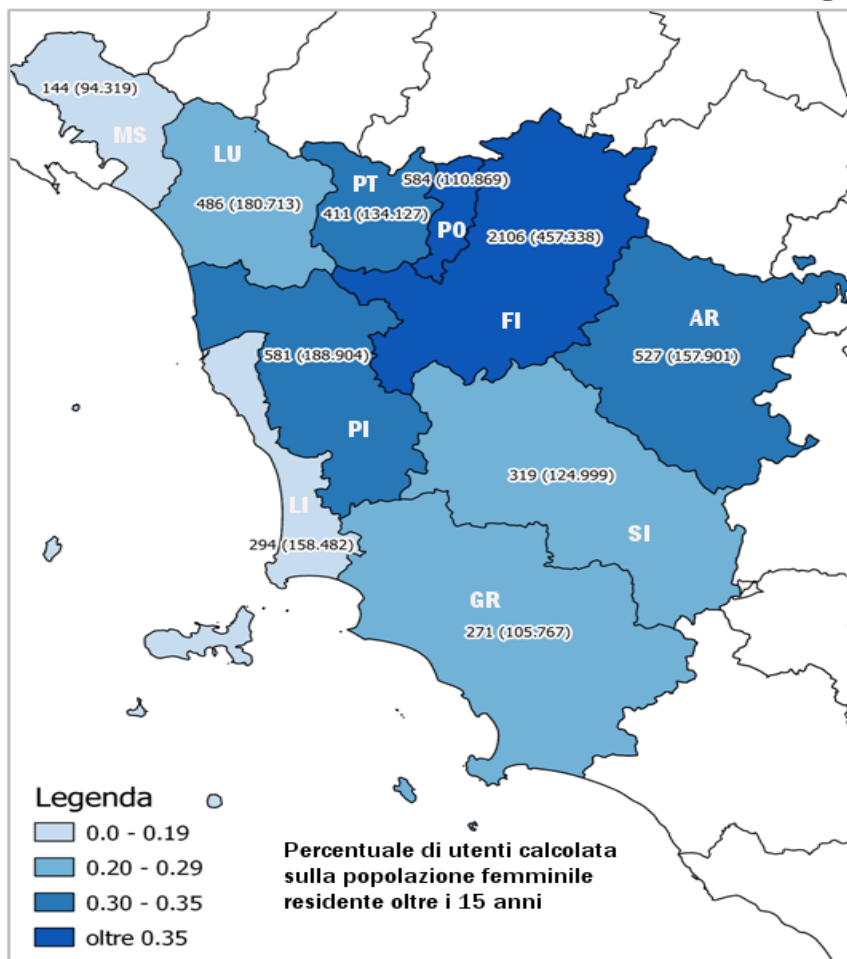 144 (94.319)
MS
LU
486 (180.713)
PT
411 (134.127)
584 (110.869)
PO
2106 (457.338)
FI
AR
527 (157.901)
581 (188.904)
PI
LI
294 (158.482)
319 (124.999)
SI
GR
271 (105.767)
Legenda
0.0 - 0.19
0.20 - 0.29
0.30 - 0.35
oltre 0.35
Percentuale di utenti calcolata
sulla popolazione femminile
residente oltre i 15 anni